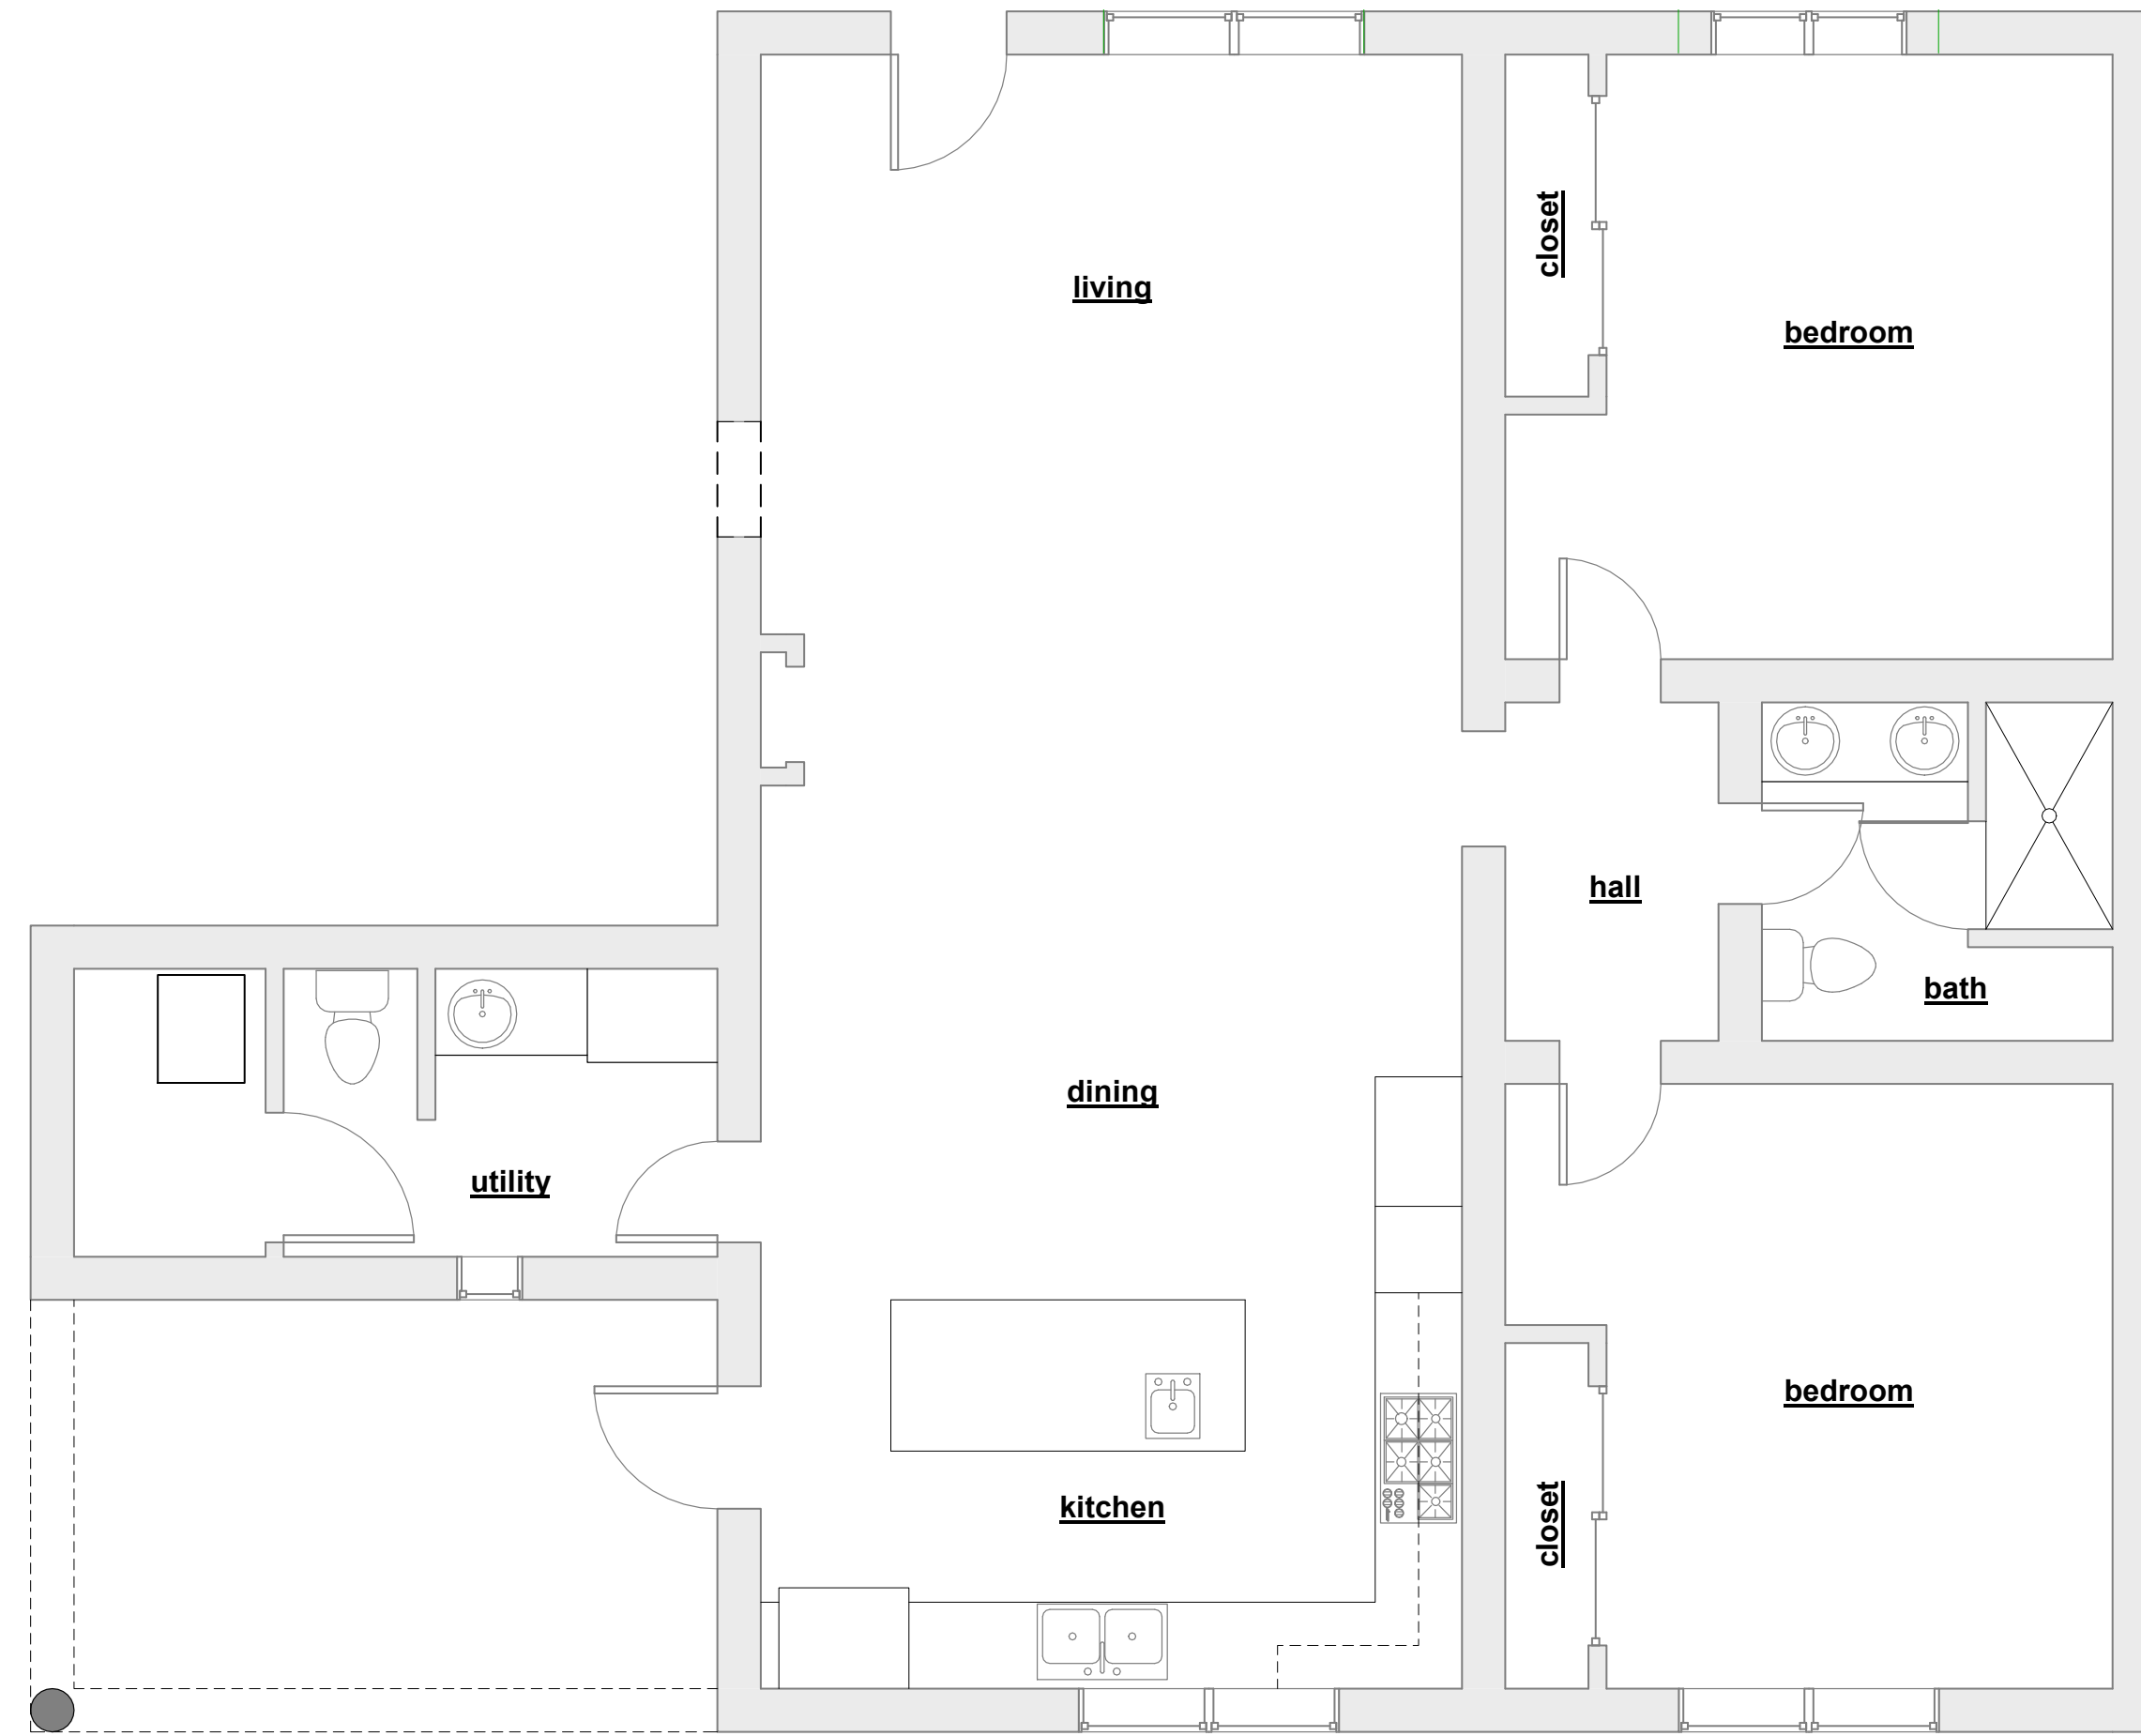 closet
living
bedroom
hall
bath
dining
utility
bedroom
kitchen
closet